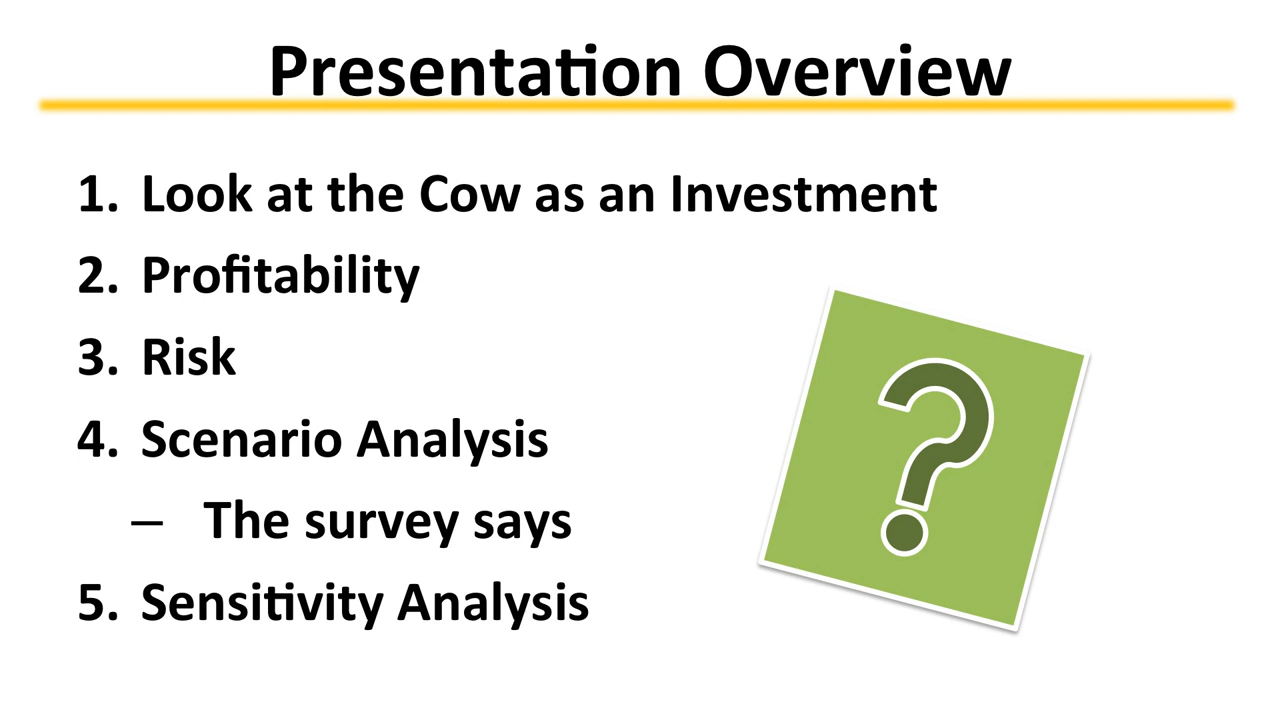 Presentation Overview
1. Look at the Cow as an Investment
2. Profitability
3. Risk
4. Scenario Analysis
– The survey says
5. Sensitivity Analysis
?